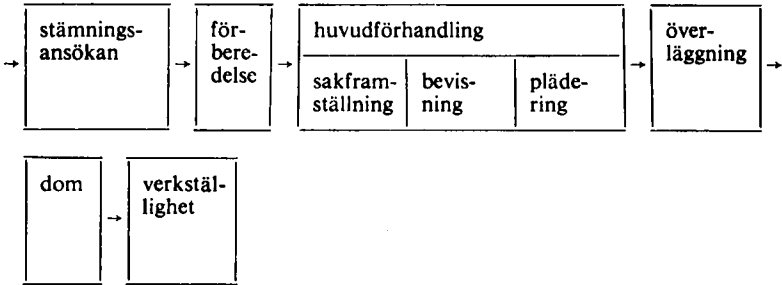 stämnings-
ansökan
för-
bere-
delse
huvudförhandling
sakfram-
ställning
bevis-
ning
pläde-
ring
över-
läggning
dom
verkstäl-
lighet